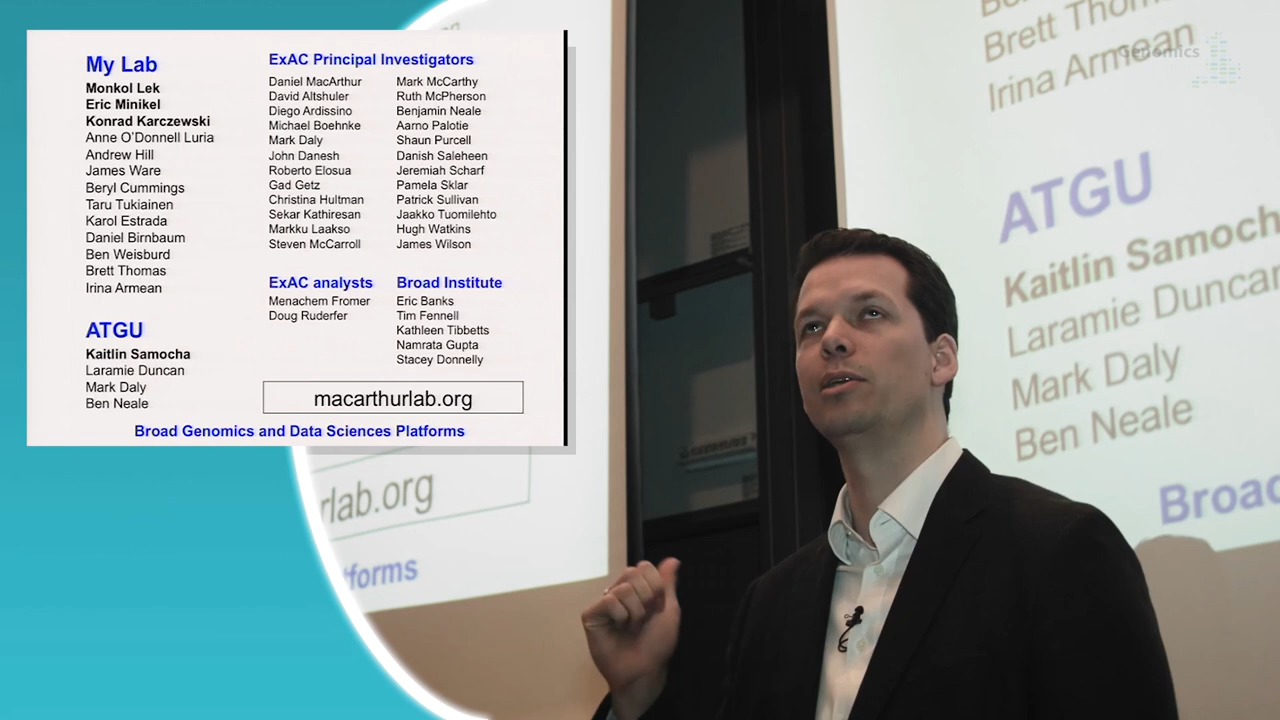 My Lab
Monkol Lek
Eric Minikel
Konrad Karczewski
Anne O'Donnell Luria
Andrew Hill
James Ware
Beryl Cummings
Taru Tukiainen
Karol Estrada
Daniel Birnbaum
Ben Weisburd
Brett Thomas
Irina Armean
ATGU
Kaitlin Samocha
Laramie Duncan
Mark Daly
Ben Neale
ExAC Principal Investigators
Daniel MacArthur
David Altshuler
Diego Ardissino
Michael Boehnke
Mark Daly
John Danesh
Roberto Elosua
Gad Getz
Christina Hultman
Sekar Kathiresan
Markku Laakso
Steven McCarroll
Mark McCarthy
Ruth McPherson
Benjamin Neale
Aarno Palotie
Shaun Purcell
Danish Saleheen
Jeremiah Scharf
Pamela Sklar
Patrick Sullivan
Jaakko Tuomilehto
Hugh Watkins
James Wilson
ExAC analysts
Menachem Fromer
Doug Ruderfer
Broad Institute
Eric Banks
Tim Fennell
Kathleen Tibbetts
Namrata Gupta
Stacey Donnelly
macarthurlab.org
Broad Genomics and Data Sciences Platforms
rlab.org
tforms
Brett Thom
Irina Armean
Genomics
ATGU
Kaitlin Samoch
Laramie Duncan
Mark Daly
Ben Neale
Broad